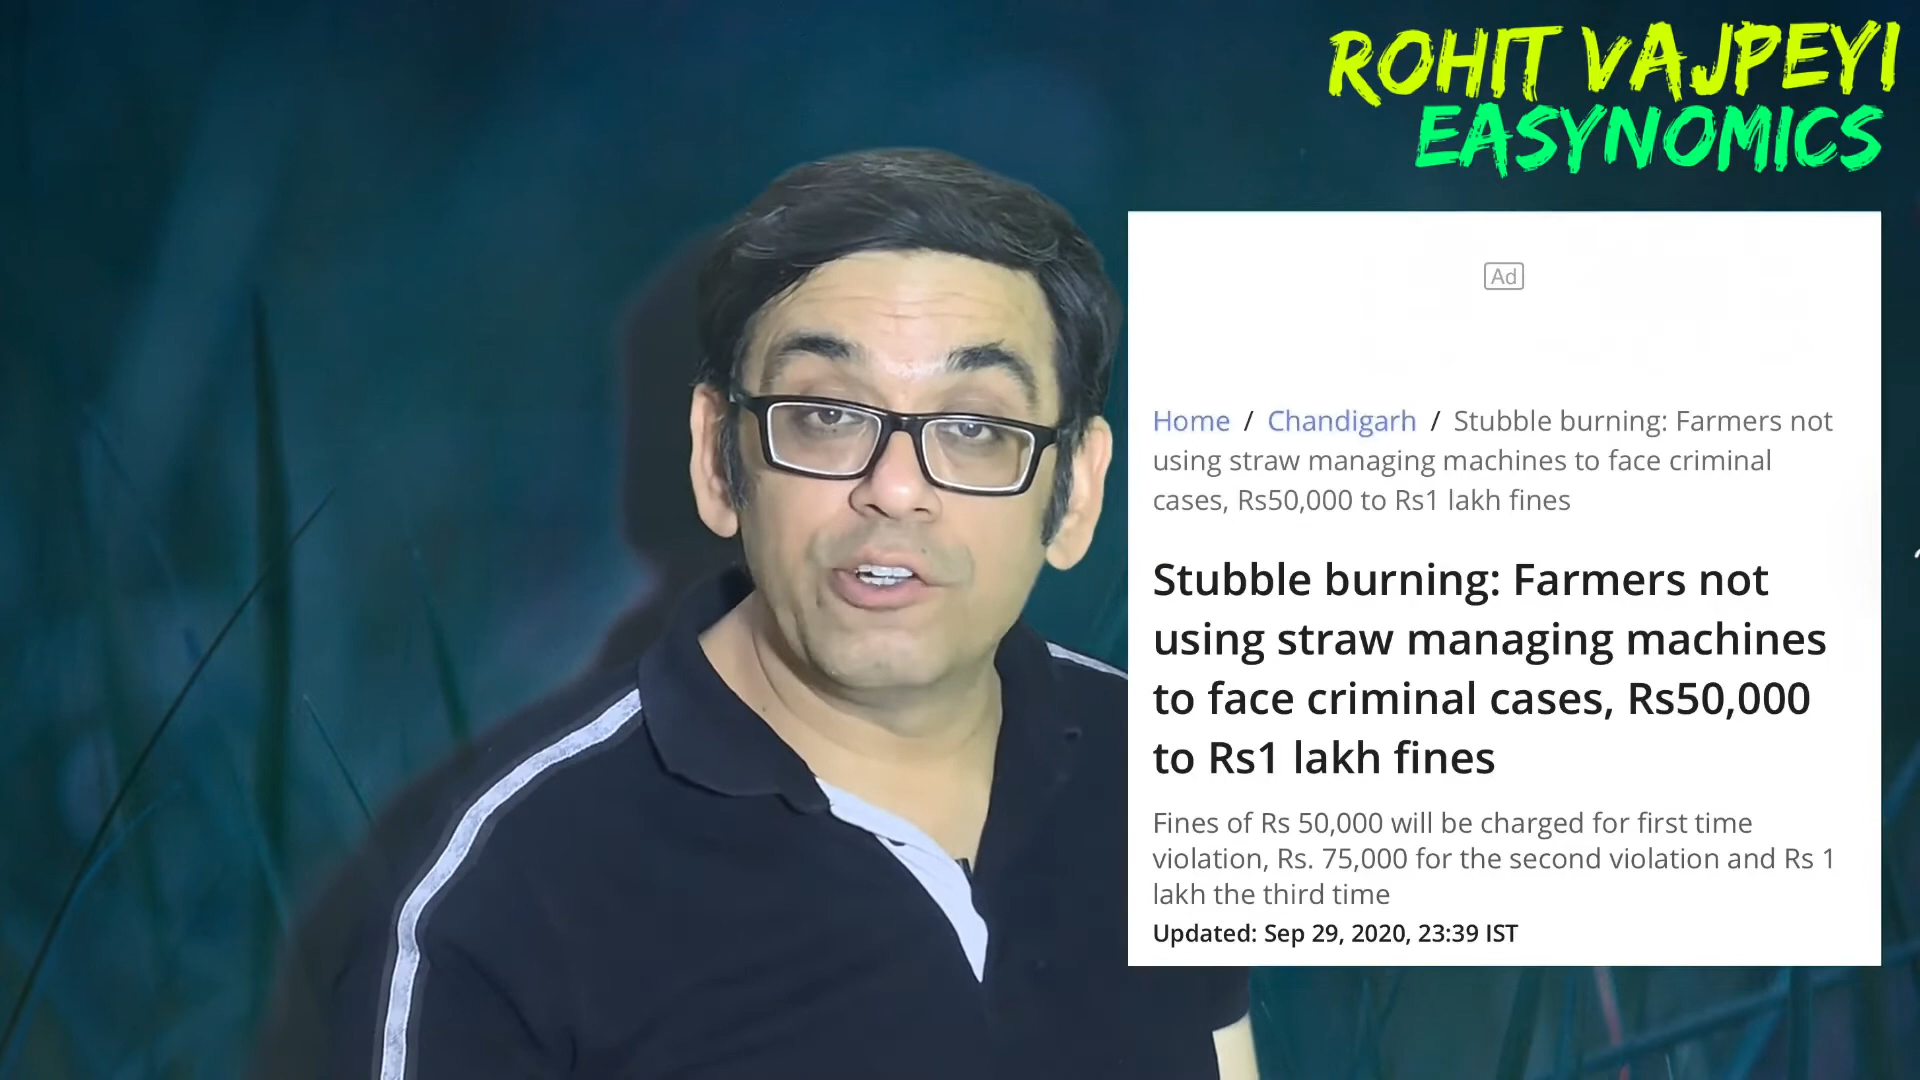 ROHIT VAJPEYI
EASYNOMICS
Ad
Home / Chandigarh / Stubble burning: Farmers not
using straw managing machines to face criminal
cases, Rs50,000 to Rs1 lakh fines
Stubble burning: Farmers not
using straw managing machines
to face criminal cases, Rs50,000
to Rs1 lakh fines
Fines of Rs 50,000 will be charged for first time
violation, Rs. 75,000 for the second violation and Rs 1
lakh the third time
Updated: Sep 29, 2020, 23:39 IST